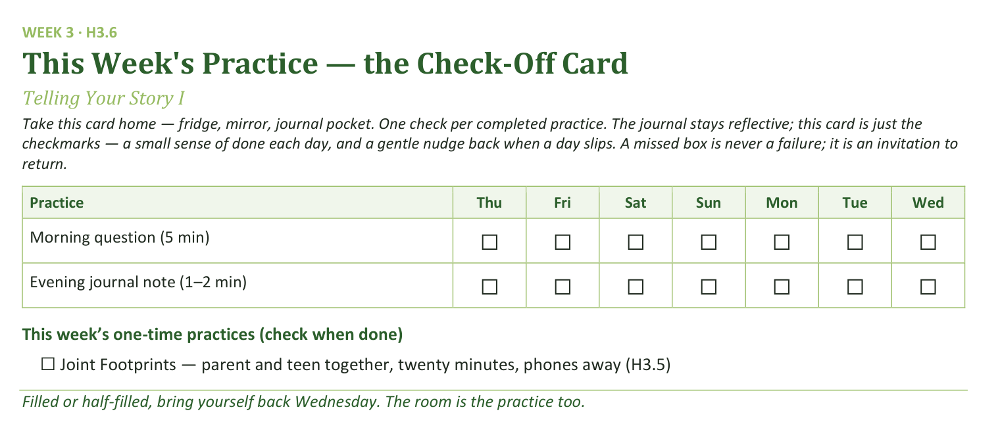 WEEK 3 · H3.6
This Week's Practice — the Check-Off Card
Telling Your Story I
Take this card home — fridge, mirror, journal pocket. One check per completed practice. The journal stays reflective; this card is just the
checkmarks — a small sense of done each day, and a gentle nudge back when a day slips. A missed box is never a failure; it is an invitation to
return.
Practice Thu Fri Sat Sun Mon Tue Wed
Morning question (5 min) ☐ ☐ ☐ ☐ ☐ ☐ ☐
Evening journal note (1–2 min) ☐ ☐ ☐ ☐ ☐ ☐ ☐
This week’s one-time practices (check when done)
☐ Joint Footprints — parent and teen together, twenty minutes, phones away (H3.5)
Filled or half-filled, bring yourself back Wednesday. The room is the practice too.